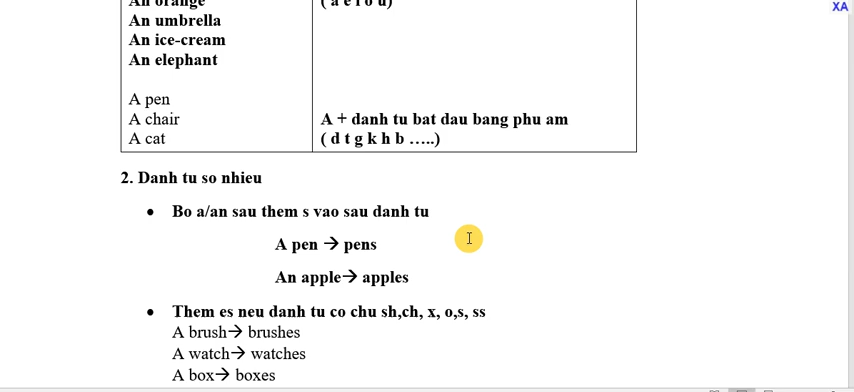 An orange
( a e i o u)
An umbrella
An ice-cream
An elephant
A pen
A chair
A + danh tu bat dau bang phu am
A cat
( d t g k h b …..)
2. Danh tu so nhieu
• Bo a/an sau them s vao sau danh tu
A pen → pens
An apple→ apples
• Them es neu danh tu co chu sh,ch, x, o,s, ss
A brush→ brushes
A watch→ watches
A box→ boxes
XA